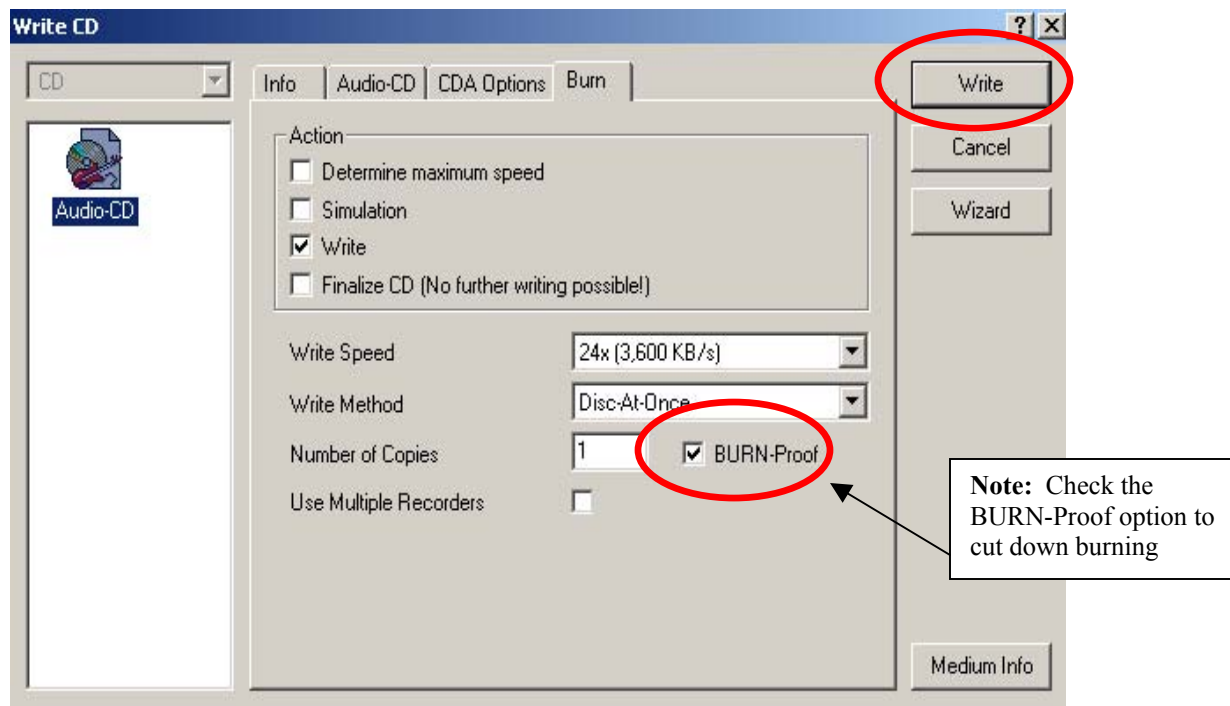 Write CD
CD
Audio-CD
Info Audio-CD CDA Options Burn
Action
Determine maximum speed
Simulation
Write
Finalize CD (No further writing possible!)
Write Speed 24x (3,600 KB/s)
Write Method Disc-At-Once
Number of Copies 1 BURN-Proof
Use Multiple Recorders
Write
Cancel
Wizard
Medium Info
Note: Check the
BURN-Proof option to
cut down burning